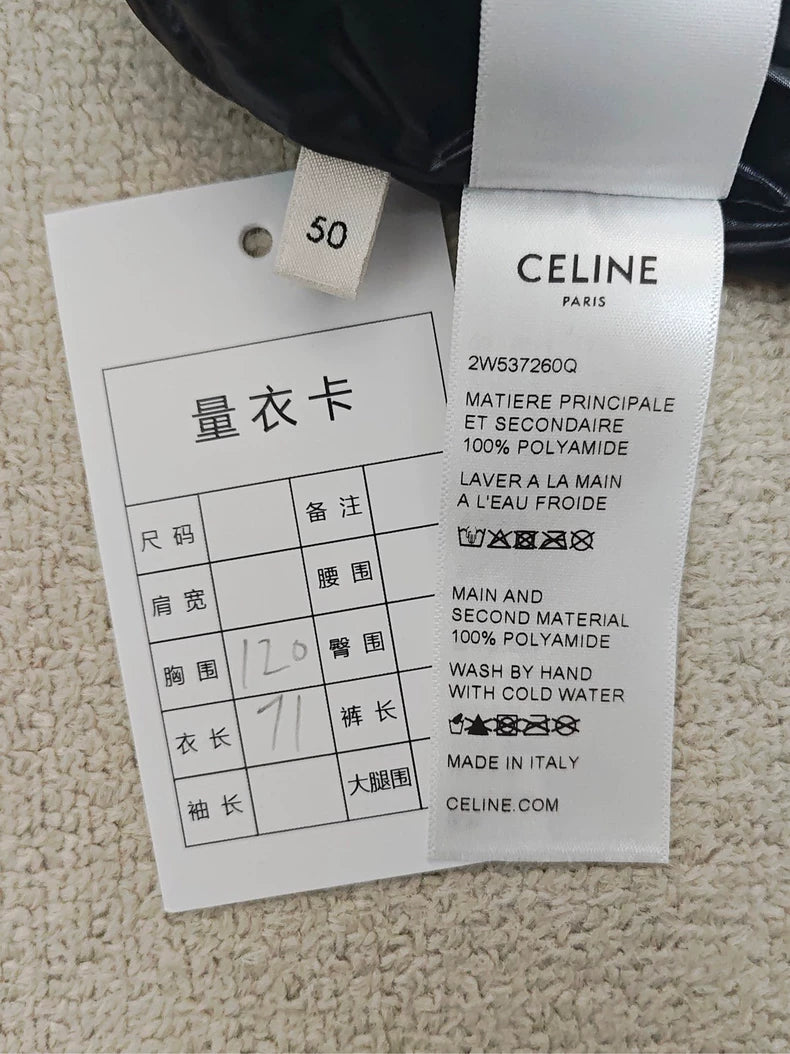 50
量衣卡
尺码 备注
肩宽 腰围
胸围 120 臀围
衣长 71 裤长
袖长 大腿围
CELINE
PARIS
2W537260Q
MATIERE PRINCIPALE
ET SECONDAIRE
100% POLYAMIDE
LAVER A LA MAIN
A L'EAU FROIDE
MAIN AND
SECOND MATERIAL
100% POLYAMIDE
WASH BY HAND
WITH COLD WATER
MADE IN ITALY
CELINE.COM